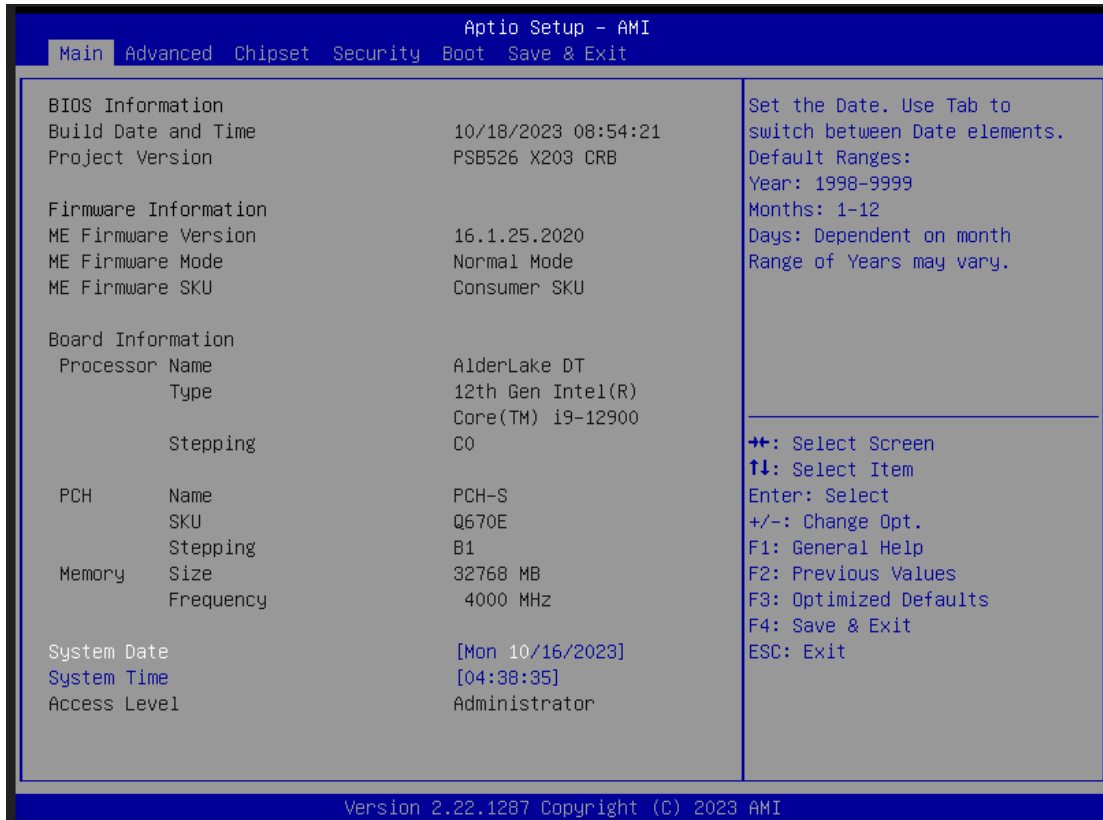 Aptio Setup – AMI
Main Advanced Chipset Security Boot Save & Exit
BIOS Information
Build Date and Time 10/18/2023 08:54:21
Project Version PSB526 X203 CRB
Firmware Information
ME Firmware Version 16.1.25.2020
ME Firmware Mode Normal Mode
ME Firmware SKU Consumer SKU
Board Information
Processor Name AlderLake DT
Type 12th Gen Intel(R)
Core(TM) i9-12900
Stepping C0
PCH Name PCH-S
SKU Q670E
Stepping B1
Memory Size 32768 MB
Frequency 4000 MHz
System Date [Mon 10/16/2023]
System Time [04:38:35]
Access Level Administrator
Set the Date. Use Tab to
switch between Date elements.
Default Ranges:
Year: 1998-9999
Months: 1-12
Days: Dependent on month
Range of Years may vary.
→←: Select Screen
↑↓: Select Item
Enter: Select
+/-: Change Opt.
F1: General Help
F2: Previous Values
F3: Optimized Defaults
F4: Save & Exit
ESC: Exit
Version 2.22.1287 Copyright (C) 2023 AMI